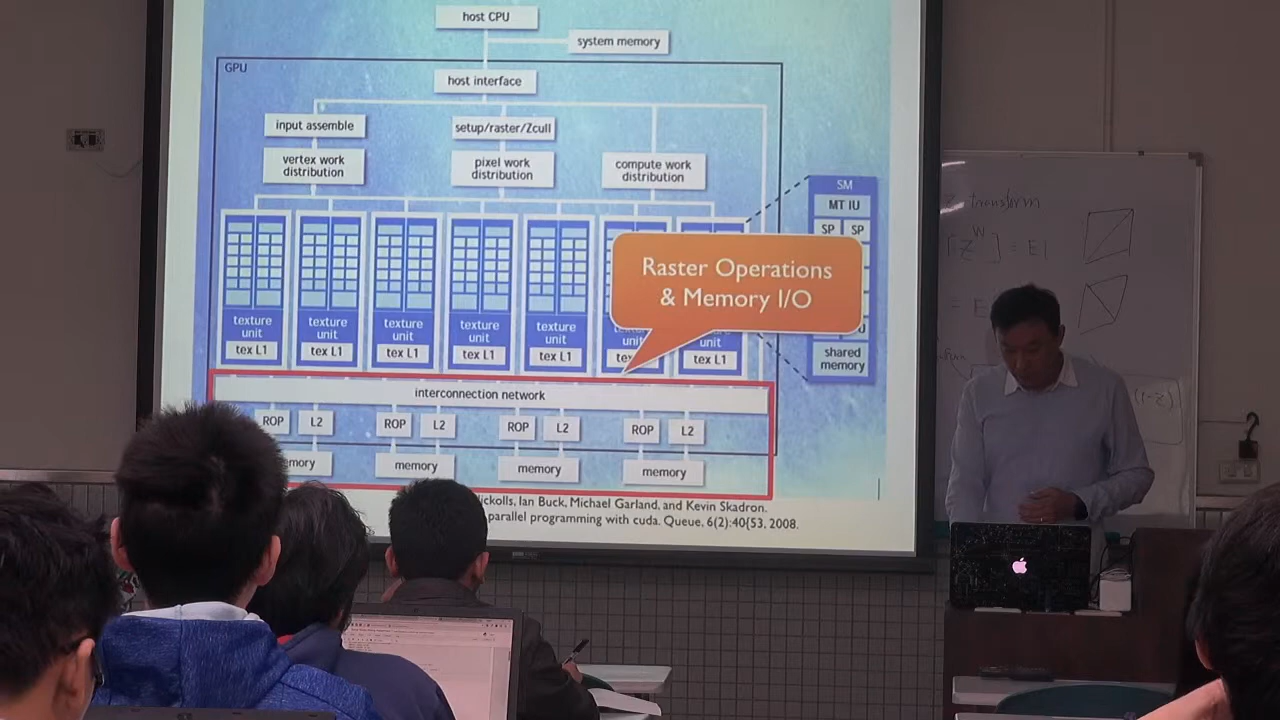 host CPU
system memory
GPU
host interface
input assemble
setup/raster/Zcull
vertex work
distribution
pixel work
distribution
compute work
distribution
SM
MT IU
SP SP
Raster Operations
& Memory I/O
texture
unit
tex L1
texture
unit
tex L1
texture
unit
tex L1
texture
unit
tex L1
texture
unit
tex L1
unit
tex L1
shared
memory
interconnection network
ROP L2 ROP L2 ROP L2 ROP L2
memory memory memory
Ian Buck, Michael Garland, and Kevin Skadron.
parallel programming with cuda. Queue, 6(2):40{53, 2008.
transform